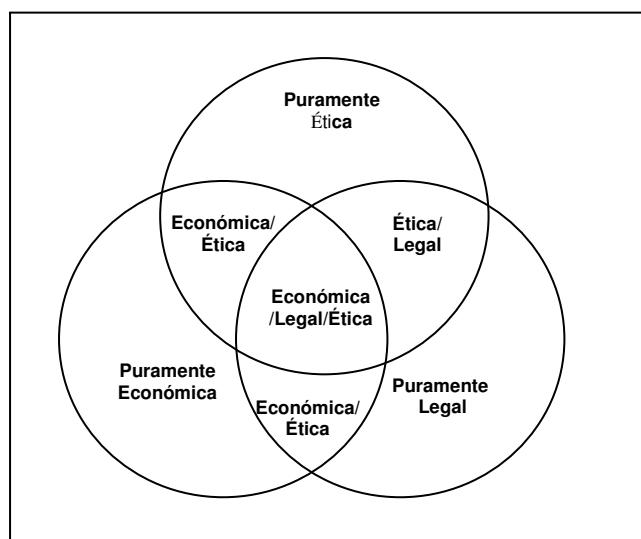 Puramente
Ética
Económica/
Ética
Ética/
Legal
Económica
/Legal/Ética
Puramente
Económica
Económica/
Ética
Puramente
Legal